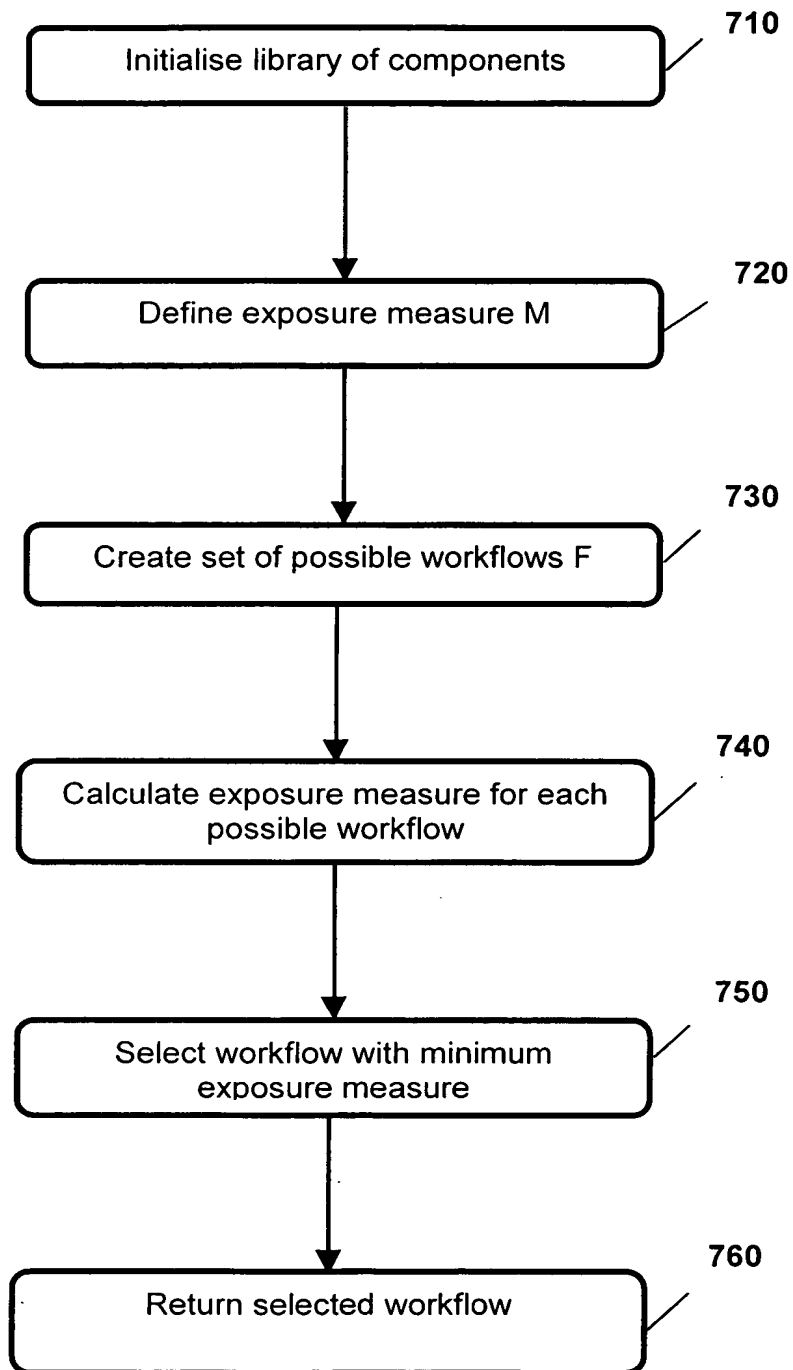 710
Initialise library of components
720
Define exposure measure M
730
Create set of possible workflows F
740
Calculate exposure measure for each
possible workflow
750
Select workflow with minimum
exposure measure
760
Return selected workflow